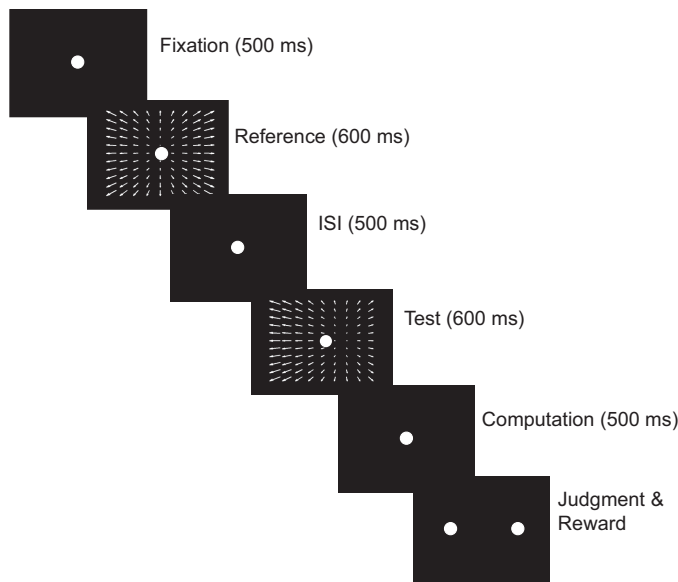 Fixation (500 ms)
Reference (600 ms)
ISI (500 ms)
Test (600 ms)
Computation (500 ms)
Judgment &
Reward